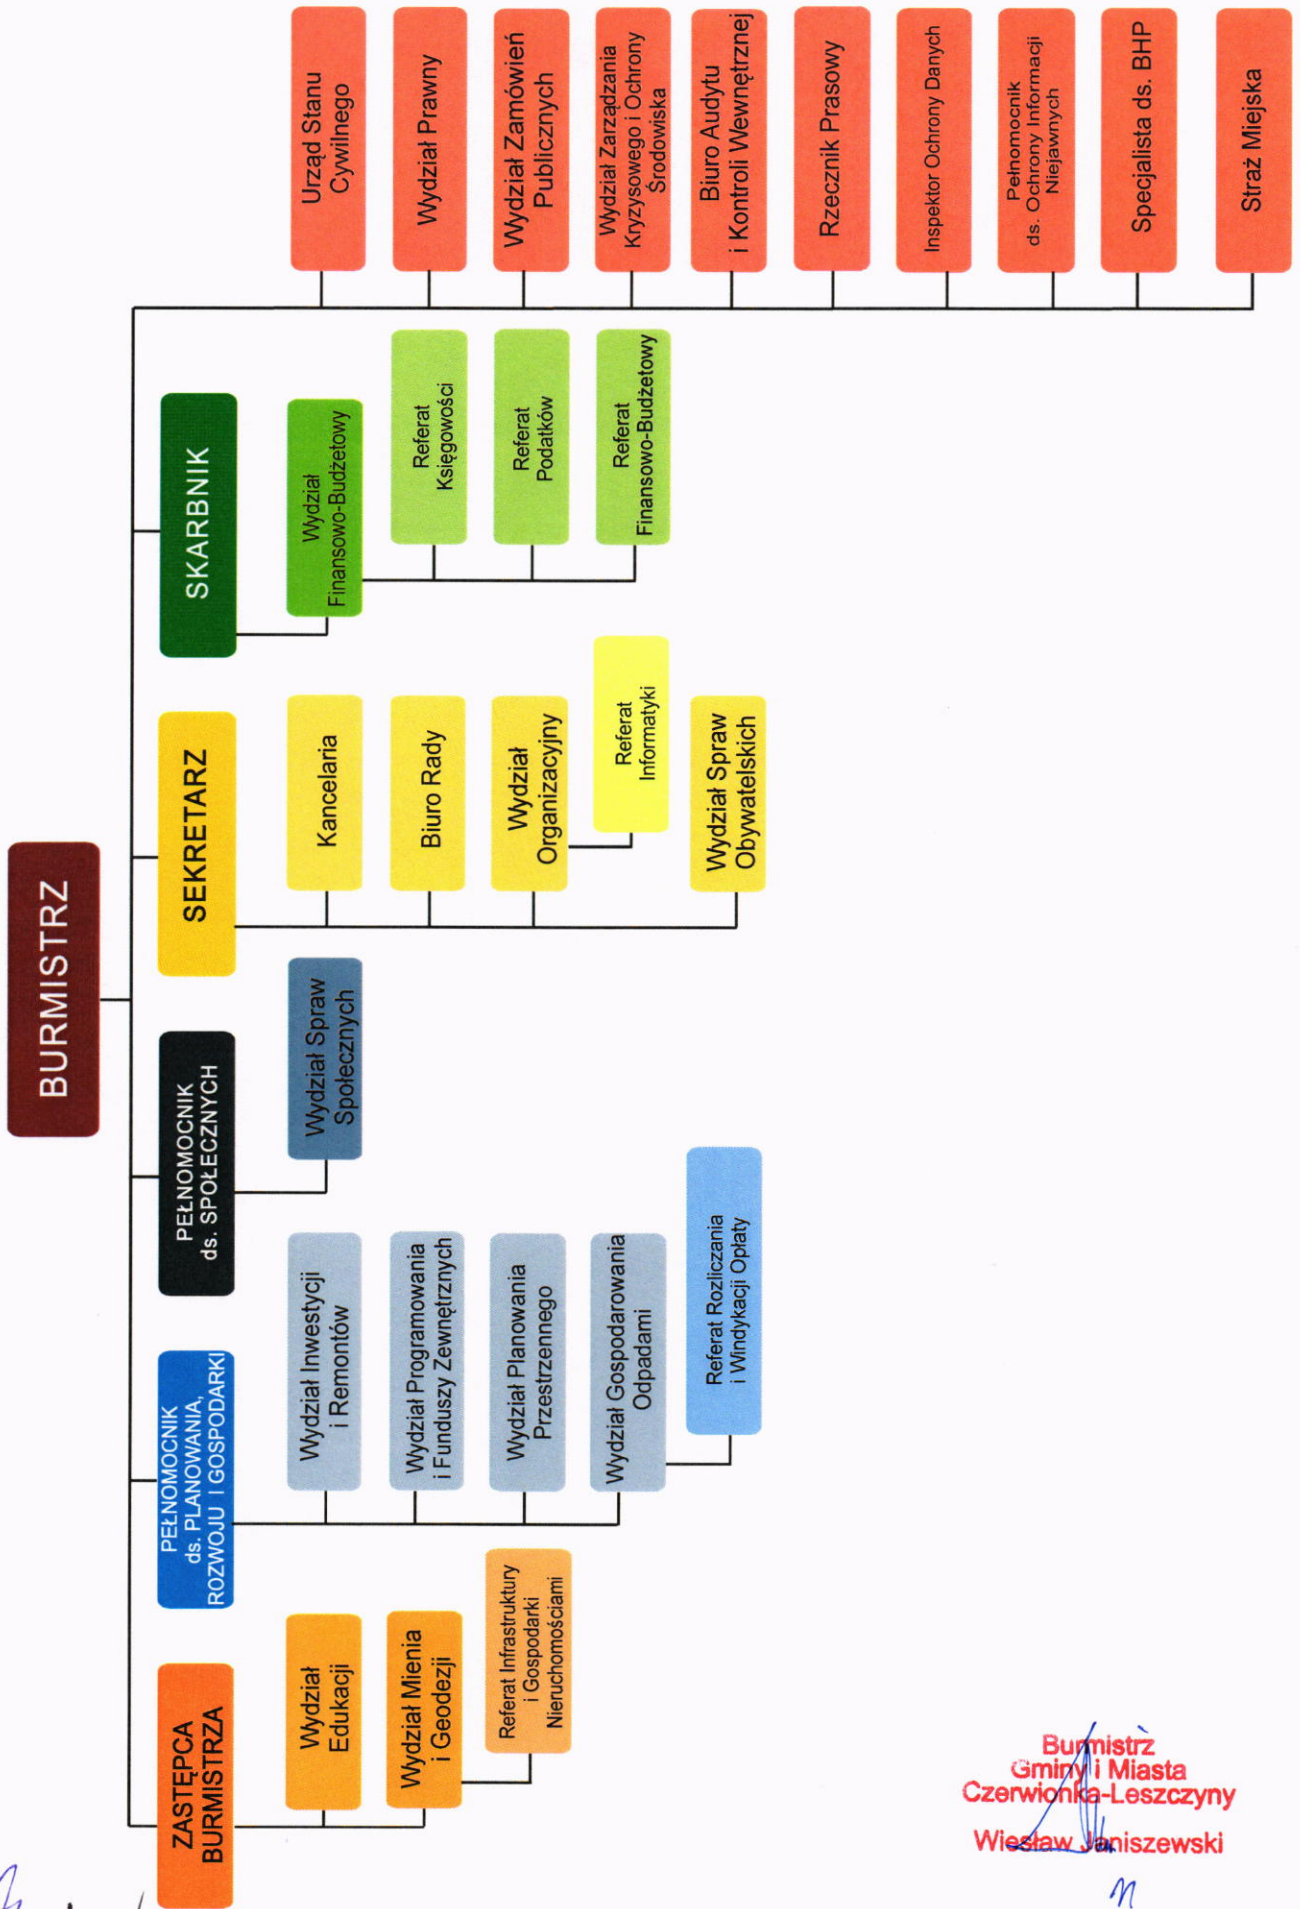 BURMISTRZ
ZASTĘPCA
BURMISTRZA
Wydział
Edukacji
Wydział Mienia
i Geodezji
Referat Infrastruktury
i Gospodarki
Nieruchomościami
PEŁNOMOCNIK
ds. PLANOWANIA,
ROZWOJU I GOSPODARKI
Wydział Inwestycji
i Remontów
Wydział Programowania
i Funduszy Zewnętrznych
Wydział Planowania
Przestrzennego
Wydział Gospodarowania
Odpadami
Referat Rozliczania
i Windykacji Opłaty
PEŁNOMOCNIK
ds. SPOŁECZNYCH
Wydział Spraw
Społecznych
SEKRETARZ
Kancelaria
Biuro Rady
Wydział
Organizacyjny
Referat
Informatyki
Wydział Spraw
Obywatelskich
SKARBNIK
Wydział
Finansowo-Budżetowy
Referat
Księgowości
Referat
Podatków
Referat
Finansowo-Budżetowy
Urząd Stanu
Cywilnego
Wydział Prawny
Wydział Zamówień
Publicznych
Wydział Zarządzania
Kryzysowego i Ochrony
Środowiska
Biuro Audytu
i Kontroli Wewnętrznej
Rzecznik Prasowy
Inspektor Ochrony Danych
Pełnomocnik
ds. Ochrony Informacji
Niejawnych
Specjalista ds. BHP
Straż Miejska
Burmistrz
Gminy i Miasta
Czerwionka-Leszczyny
Wiesław Janiszewski